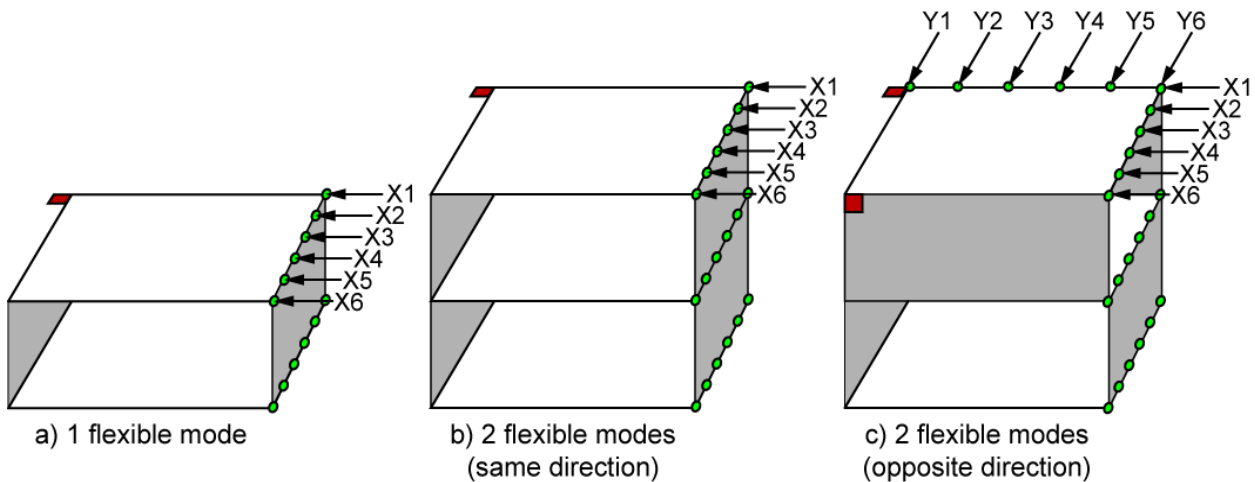 Y1 Y2 Y3 Y4 Y5 Y6
X1
X2
X3
X4
X5
X6
X1
X2
X3
X4
X5
X6
X1
X2
X3
X4
X5
X6
a) 1 flexible mode
b) 2 flexible modes
(same direction)
c) 2 flexible modes
(opposite direction)